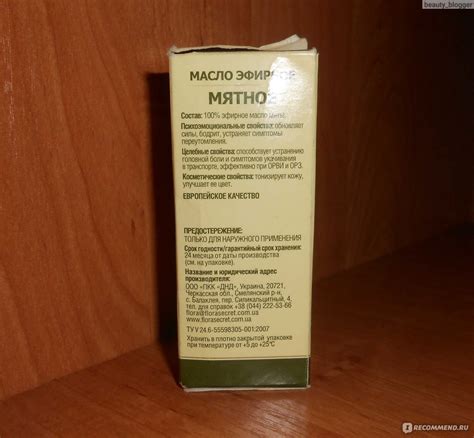 beauty_blogger
МАСЛО ЭФИРНОЕ
МЯТНОЕ
Состав: 100% эфирное масло мяты.
Психоэмоциональные свойства: обновляет
силы, бодрит, устраняет симптомы
переутомления.
Целебные свойства: способствует устранению
головной боли и симптомов укачивания
в транспорте, эффективно при ОРВИ и ОРЗ.
Косметические свойства: тонизирует кожу,
улучшает ее цвет.
ЕВРОПЕЙСКОЕ КАЧЕСТВО
ПРЕДОСТЕРЕЖЕНИЕ:
ТОЛЬКО ДЛЯ НАРУЖНОГО ПРИМЕНЕНИЯ
Срок годности/гарантийный срок хранения:
24 месяца от даты производства
(см. на упаковке).
Название и юридический адрес
производителя:
ООО «ПКК «ДНД», Украина, 20721,
Черкасская обл., Смелянский р-н,
с. Балаклея, пер. Силикальцитный, 4,
тел. для справок +38 (044) 222-53-66
flora@florasecret.com.ua
www.florasecret.com.ua
ТУ У 24.6-55598305-001:2007
Хранить в плотно закрытой упаковке
при температуре от +5 до +25°С
IRECOMMEND.RU